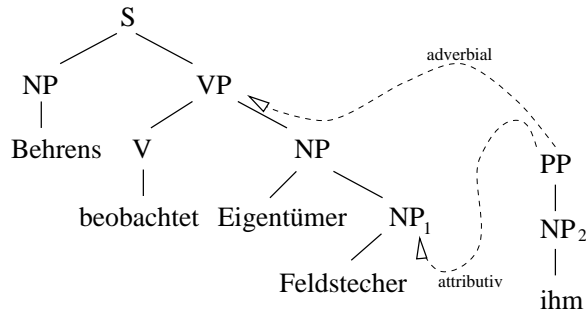 S
adverbial
NP VP
Behrens V NP PP
beobachtet Eigentümer NP1 NP2
Feldstecher attributiv ihm